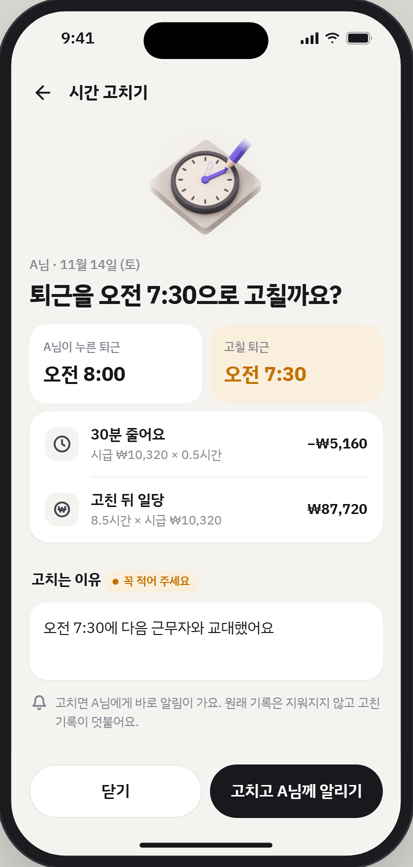 9:41
시간 고치기
A님 · 11월 14일 (토)
퇴근을 오전 7:30으로 고칠까요?
A님이 누른 퇴근
오전 8:00
고칠 퇴근
오전 7:30
30분 줄어요
시급 ₩10,320 × 0.5시간
−₩5,160
고친 뒤 일당
8.5시간 × 시급 ₩10,320
₩87,720
고치는 이유
꼭 적어 주세요
오전 7:30에 다음 근무자와 교대했어요
고치면 A님에게 바로 알림이 가요. 원래 기록은 지워지지 않고 고친
기록이 덧붙어요.
닫기
고치고 A님께 알리기